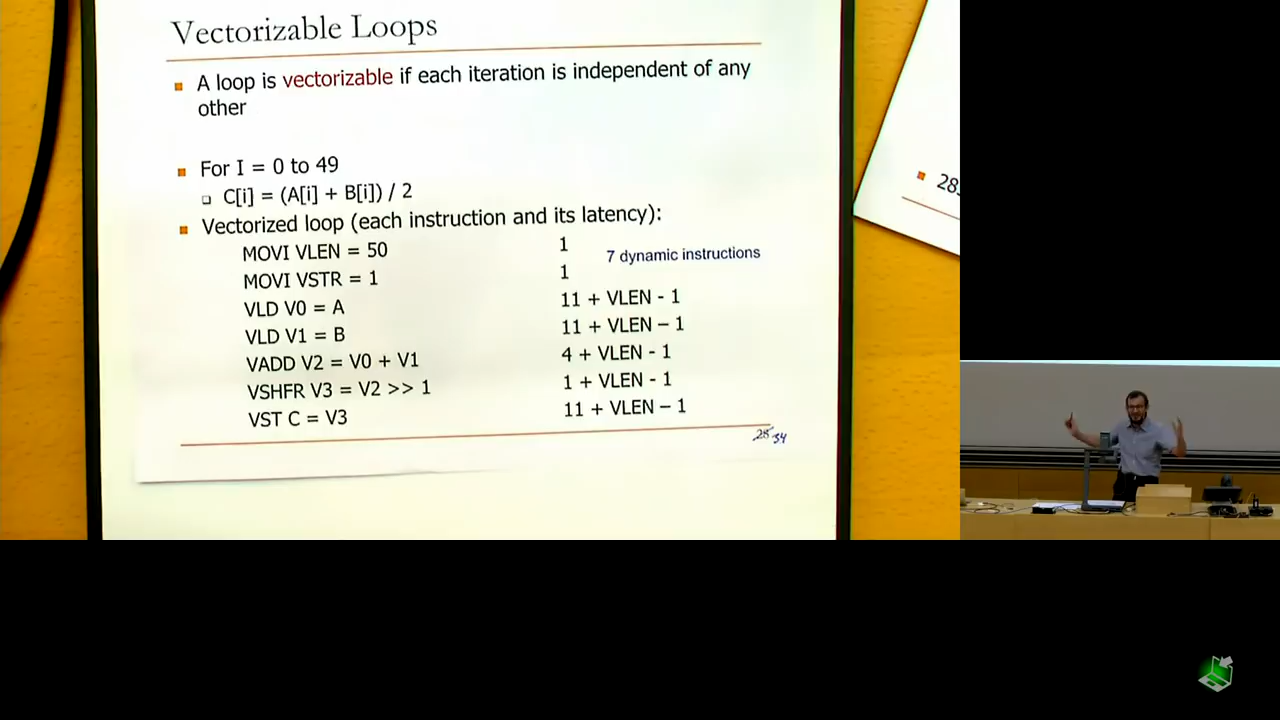 Vectorizable Loops
A loop is vectorizable if each iteration is independent of any
other
For I = 0 to 49
C[i] = (A[i] + B[i]) / 2
Vectorized loop (each instruction and its latency):
MOVI VLEN = 50 1
7 dynamic instructions
MOVI VSTR = 1 1
VLD V0 = A 11 + VLEN - 1
VLD V1 = B 11 + VLEN – 1
VADD V2 = V0 + V1 4 + VLEN - 1
VSHFR V3 = V2 >> 1 1 + VLEN - 1
VST C = V3 11 + VLEN – 1
34